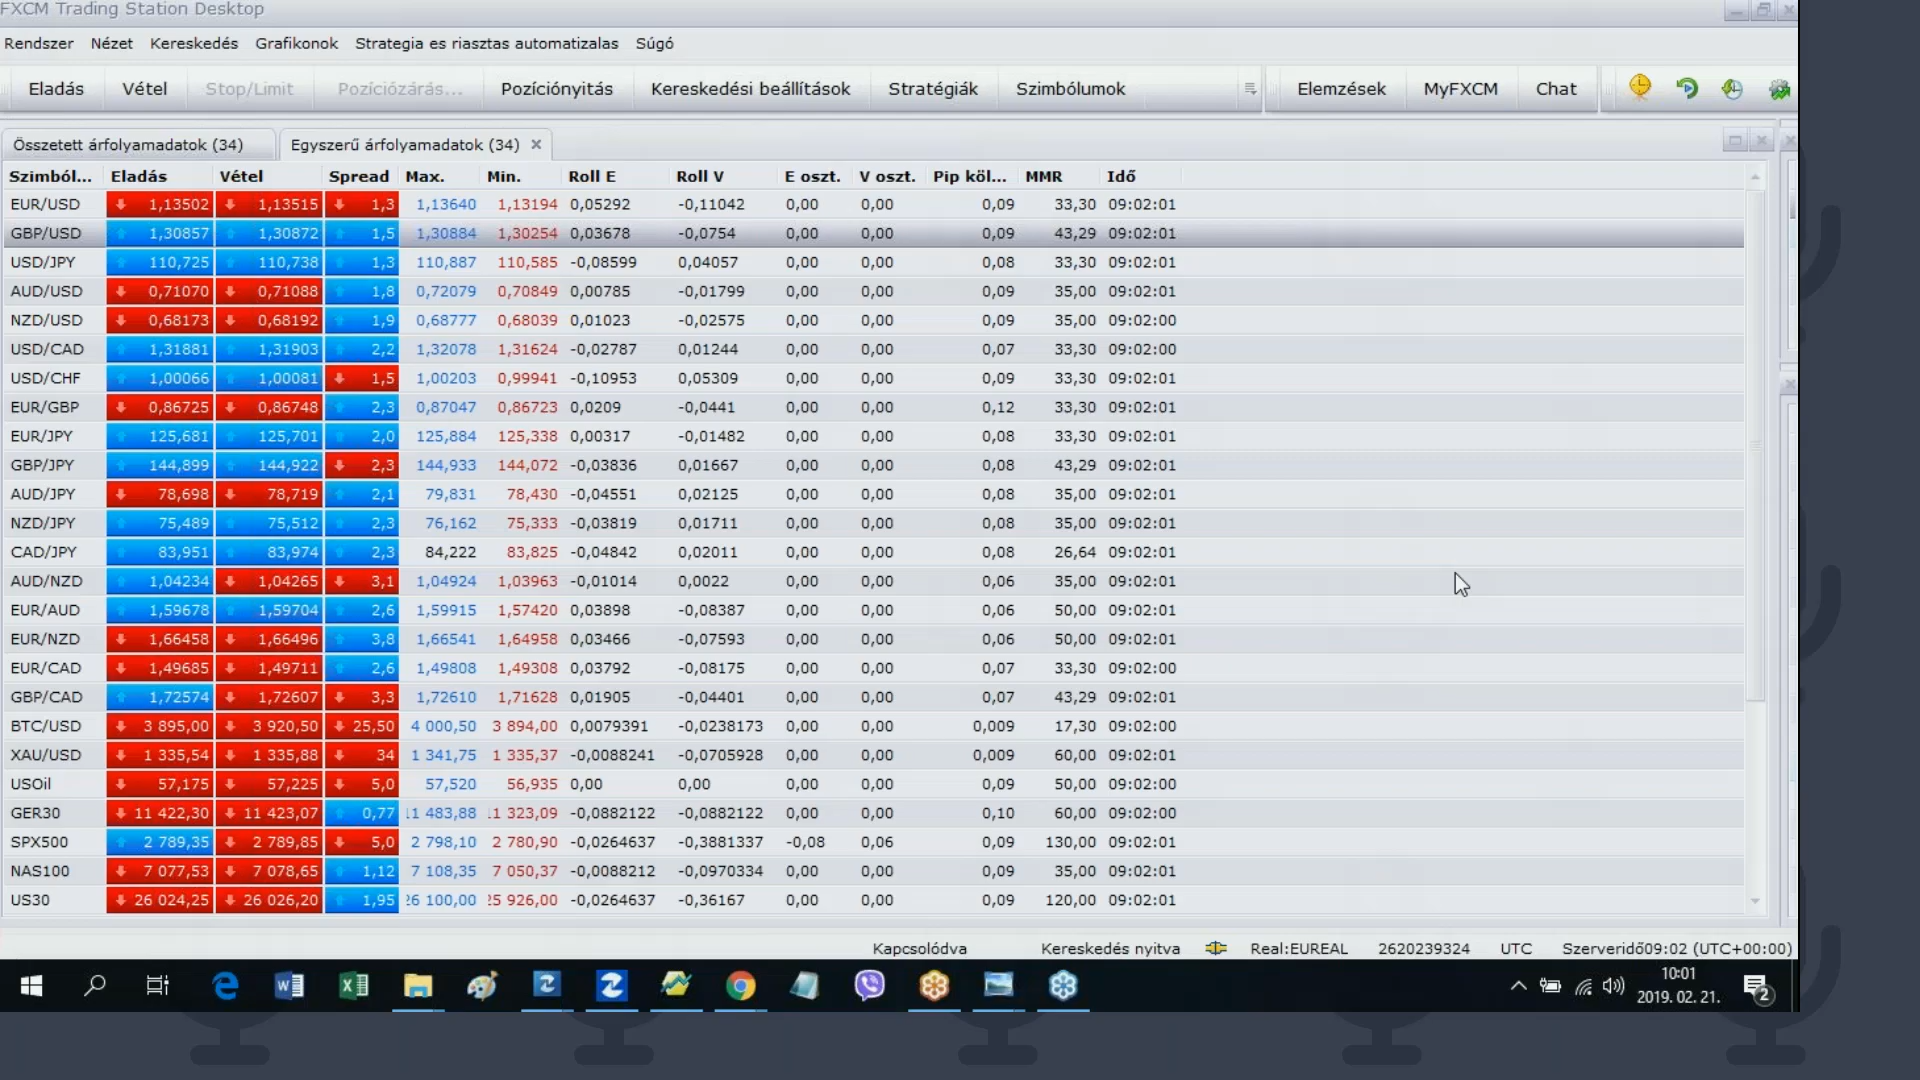 FXCM Trading Station Desktop
Rendszer Nézet Kereskedés Grafikonok Strategia es riasztas automatizalas Súgó
Eladás Vétel Stop/Limit Pozíciózárás... Pozíciónyitás Kereskedési beállítások Stratégiák Szimbólumok Elemzések MyFXCM Chat
Összetett árfolyamadatok (34) Egyszerű árfolyamadatok (34)
Szimból... Eladás Vétel Spread Max. Min. Roll E Roll V E oszt. V oszt. Pip köl... MMR Idő
EUR/USD 1,13502 1,13515 1,3 1,13640 1,13194 0,05292 -0,11042 0,00 0,00 0,09 33,30 09:02:01
GBP/USD 1,30857 1,30872 1,5 1,30884 1,30254 0,03678 -0,0754 0,00 0,00 0,09 43,29 09:02:01
USD/JPY 110,725 110,738 1,3 110,887 110,585 -0,08599 0,04057 0,00 0,00 0,08 33,30 09:02:01
AUD/USD 0,71070 0,71088 1,8 0,72079 0,70849 0,00785 -0,01799 0,00 0,00 0,09 35,00 09:02:01
NZD/USD 0,68173 0,68192 1,9 0,68777 0,68039 0,01023 -0,02575 0,00 0,00 0,09 35,00 09:02:00
USD/CAD 1,31881 1,31903 2,2 1,32078 1,31624 -0,02787 0,01244 0,00 0,00 0,07 33,30 09:02:00
USD/CHF 1,00066 1,00081 1,5 1,00203 0,99941 -0,10953 0,05309 0,00 0,00 0,09 33,30 09:02:01
EUR/GBP 0,86725 0,86748 2,3 0,87047 0,86723 0,0209 -0,0441 0,00 0,00 0,12 33,30 09:02:01
EUR/JPY 125,681 125,701 2,0 125,884 125,338 0,00317 -0,01482 0,00 0,00 0,08 33,30 09:02:01
GBP/JPY 144,899 144,922 2,3 144,933 144,072 -0,03836 0,01667 0,00 0,00 0,08 43,29 09:02:01
AUD/JPY 78,698 78,719 2,1 79,831 78,430 -0,04551 0,02125 0,00 0,00 0,08 35,00 09:02:01
NZD/JPY 75,489 75,512 2,3 76,162 75,333 -0,03819 0,01711 0,00 0,00 0,08 35,00 09:02:01
CAD/JPY 83,951 83,974 2,3 84,222 83,825 -0,04842 0,02011 0,00 0,00 0,08 26,64 09:02:01
AUD/NZD 1,04234 1,04265 3,1 1,04924 1,03963 -0,01014 0,0022 0,00 0,00 0,06 35,00 09:02:01
EUR/AUD 1,59678 1,59704 2,6 1,59915 1,57420 0,03898 -0,08387 0,00 0,00 0,06 50,00 09:02:01
EUR/NZD 1,66458 1,66496 3,8 1,66541 1,64958 0,03466 -0,07593 0,00 0,00 0,06 50,00 09:02:01
EUR/CAD 1,49685 1,49711 2,6 1,49808 1,49308 0,03792 -0,08175 0,00 0,00 0,07 33,30 09:02:00
GBP/CAD 1,72574 1,72607 3,3 1,72610 1,71628 0,01905 -0,04401 0,00 0,00 0,07 43,29 09:02:01
BTC/USD 3 895,00 3 920,50 25,50 4 000,50 3 894,00 0,0079391 -0,0238173 0,00 0,00 0,009 17,30 09:02:00
XAU/USD 1 335,54 1 335,88 34 1 341,75 1 335,37 -0,0088241 -0,0705928 0,00 0,00 0,009 60,00 09:02:01
USOil 57,175 57,225 5,0 57,520 56,935 0,00 0,00 0,00 0,00 0,09 50,00 09:02:00
GER30 11 422,30 11 423,07 0,77 11 483,88 11 323,09 -0,0882122 -0,0882122 0,00 0,00 0,10 60,00 09:02:00
SPX500 2 789,35 2 789,85 5,0 2 798,10 2 780,90 -0,0264637 -0,3881337 -0,08 0,06 0,09 130,00 09:02:01
NAS100 7 077,53 7 078,65 1,12 7 108,35 7 050,37 -0,0088212 -0,0970334 0,00 0,00 0,09 35,00 09:02:01
US30 26 024,25 26 026,20 1,95 26 100,00 25 926,00 -0,0264637 -0,36167 0,00 0,00 0,09 120,00 09:02:01
Kapcsolódva Kereskedés nyitva Real:EUREAL 2620239324 UTC Szerveridő09:02 (UTC+00:00)
10:01
2019. 02. 21.
2